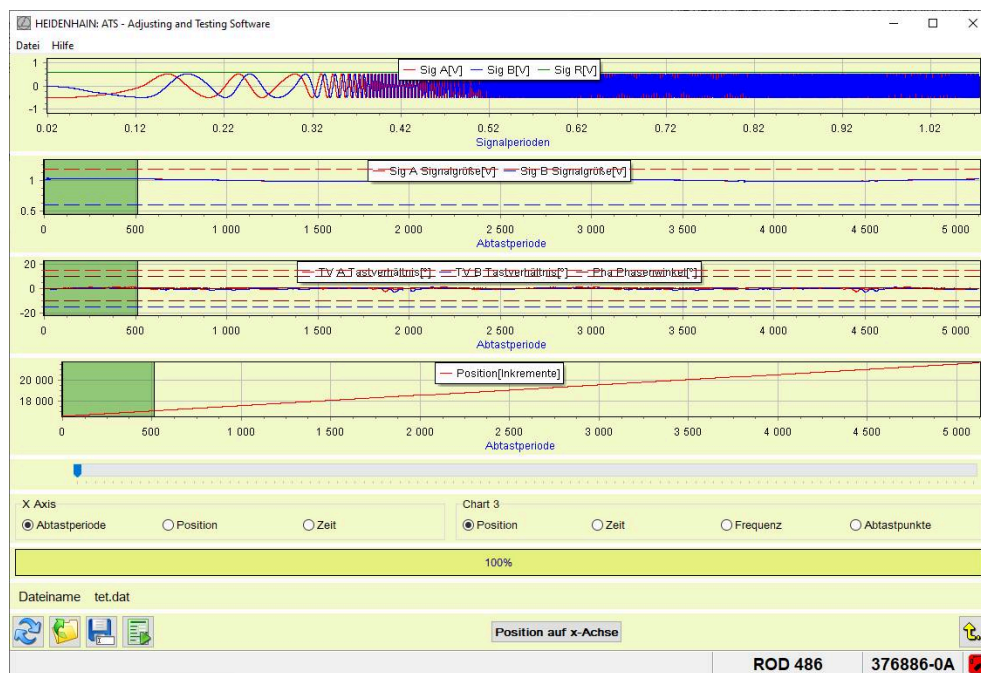 HEIDENHAIN: ATS - Adjusting and Testing Software
Datei Hilfe
Sig A[V] Sig B[V] Sig R[V]
1
0
-1
0.02 0.12 0.22 0.32 0.42 0.52 0.62 0.72 0.82 0.92 1.02
Signalperioden
Sig A Signalgröße[V] Sig B Signalgröße[V]
1
0.5
0 500 1 000 1 500 2 000 2 500 3 000 3 500 4 000 4 500 5 000
Abtastperiode
TV A Tastverhältnis[°] TV B Tastverhältnis[°] Pha Phasenwinkel[°]
20
0
-20
0 500 1 000 1 500 2 000 2 500 3 000 3 500 4 000 4 500 5 000
Abtastperiode
Position[Inkremente]
20 000
18 000
0 500 1 000 1 500 2 000 2 500 3 000 3 500 4 000 4 500 5 000
Abtastperiode
X Axis Chart 3
Abtastperiode Position Zeit Position Zeit Frequenz Abtastpunkte
100%
Dateiname tet.dat
Position auf x-Achse
ROD 486 376886-0A